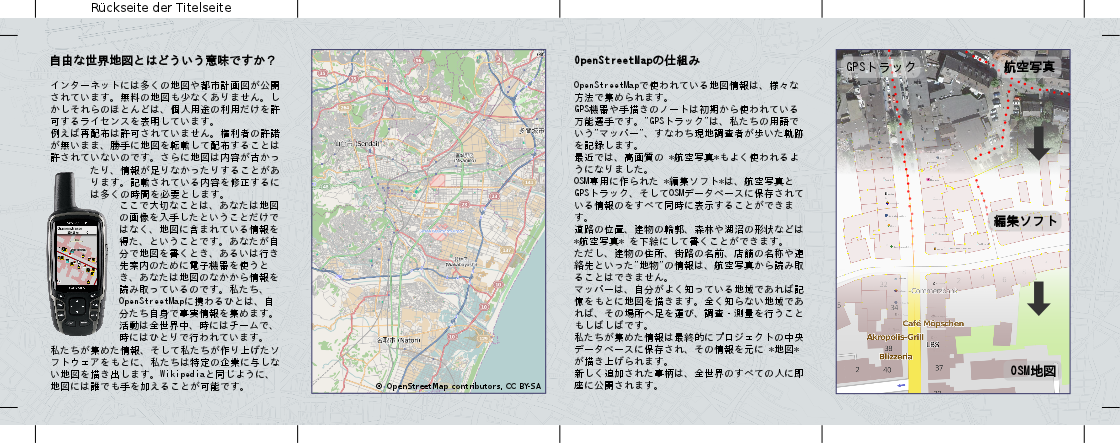 Rückseite der Titelseite
自由な世界地図とはどういう意味ですか？
インターネットには多くの地図や都市計画図が公開
されています。無料の地図も少なくありません。し
かしそれらのほとんどは、個人用途の利用だけを許
可するライセンスを表明しています。
例えば再配布は許可されていません。権利者の許諾
が無いまま、勝手に地図を転載して配布することは
許されていないのです。さらに地図は内容が古かっ
たり、情報が足りなかったりすることがあ
ります。記載されている内容を修正するに
は多くの時間を必要とします。
ここで大切なことは、あなたは地図
の画像を入手したということだけで
はなく、地図に含まれている情報を
得た、ということです。あなたが自
分で地図を書くとき、あるいは行き
先案内のために電子機器を使うと
き、あなたは地図のなかから情報を
読み取っているのです。私たち、
OpenStreetMapに携わるひとは、自
分たち自身で事実情報を集めます。
活動は全世界中、時にはチームで、
時にはひとりで行われています。
私たちが集めた情報、そして私たちが作り上げたソ
フトウェアをもとに、私たちは特定の企業に与しな
い地図を描き出します。Wikipediaと同じように、
地図には誰でも手を加えることが可能です。
仙台市(Sendai)
多賀城市
名取市(Natori)
© OpenStreetMap contributors, CC BY-SA
OpenStreetMapの仕組み
OpenStreetMapで使われている地図情報は、様々な
方法で集められます。
GPS機器や手描きのノートは初期から使われている
万能選手です。"GPSトラック"は、私たちの用語で
いう"マッパー"、すなわち現地調査者が歩いた軌跡
を記録します。
最近では、高画質の *航空写真*もよく使われるよ
うになりました。
OSM専用に作られた *編集ソフト*は、航空写真と
GPSトラック、そしてOSMデータベースに保存されて
いる情報のをすべて同時に表示することができま
す。
道路の位置、建物の輪郭、森林や湖沼の形状などは
*航空写真* を下絵にして書くことができます。
ただし、建物の住所、街路の名前、店舗の名称や連
絡先といった"地物"の情報は、航空写真から読み取
ることはできません。
マッパーは、自分がよく知っている地域であれば記
憶をもとに地図を描きます。全く知らない地域であ
れば、その場所へ足を運び、調査・測量を行うこと
もしばしばです。
私たちが集めた情報は最終的にプロジェクトの中央
データベースに保存され、その情報を元に *地図*
が描き上げられます。
新しく追加された事柄は、全世界のすべての人に即
座に公開されます。
GPSトラック
航空写真
編集ソフト
Commerzbank
Café Mopschen
Akropolis-Grill
LBS
38
Blizzeria
2
40
37
OSM地図